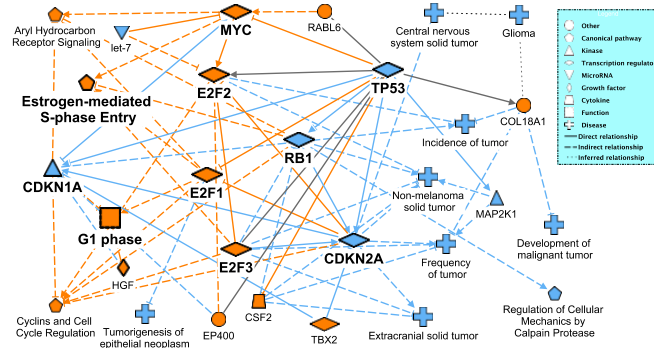 Aryl Hydrocarbon
Receptor Signaling
let-7
MYC
RABL6
Central nervous
system solid tumor
Glioma
Other
Canonical pathway
Kinase
Transcription regulator
MicroRNA
Growth factor
Cytokine
Function
Disease
Direct relationship
Indirect relationship
Inferred relationship
E2F2
TP53
Estrogen-mediated
S-phase Entry
COL18A1
Incidence of tumor
RB1
CDKN1A
E2F1
Non-melanoma
solid tumor
MAP2K1
G1 phase
Development of
malignant tumor
E2F3
CDKN2A
Frequency
of tumor
HGF
Cyclins and Cell
Cycle Regulation
Tumorigenesis of
epithelial neoplasm
EP400
CSF2
TBX2
Extracranial solid tumor
Regulation of Cellular
Mechanics by
Calpain Protease